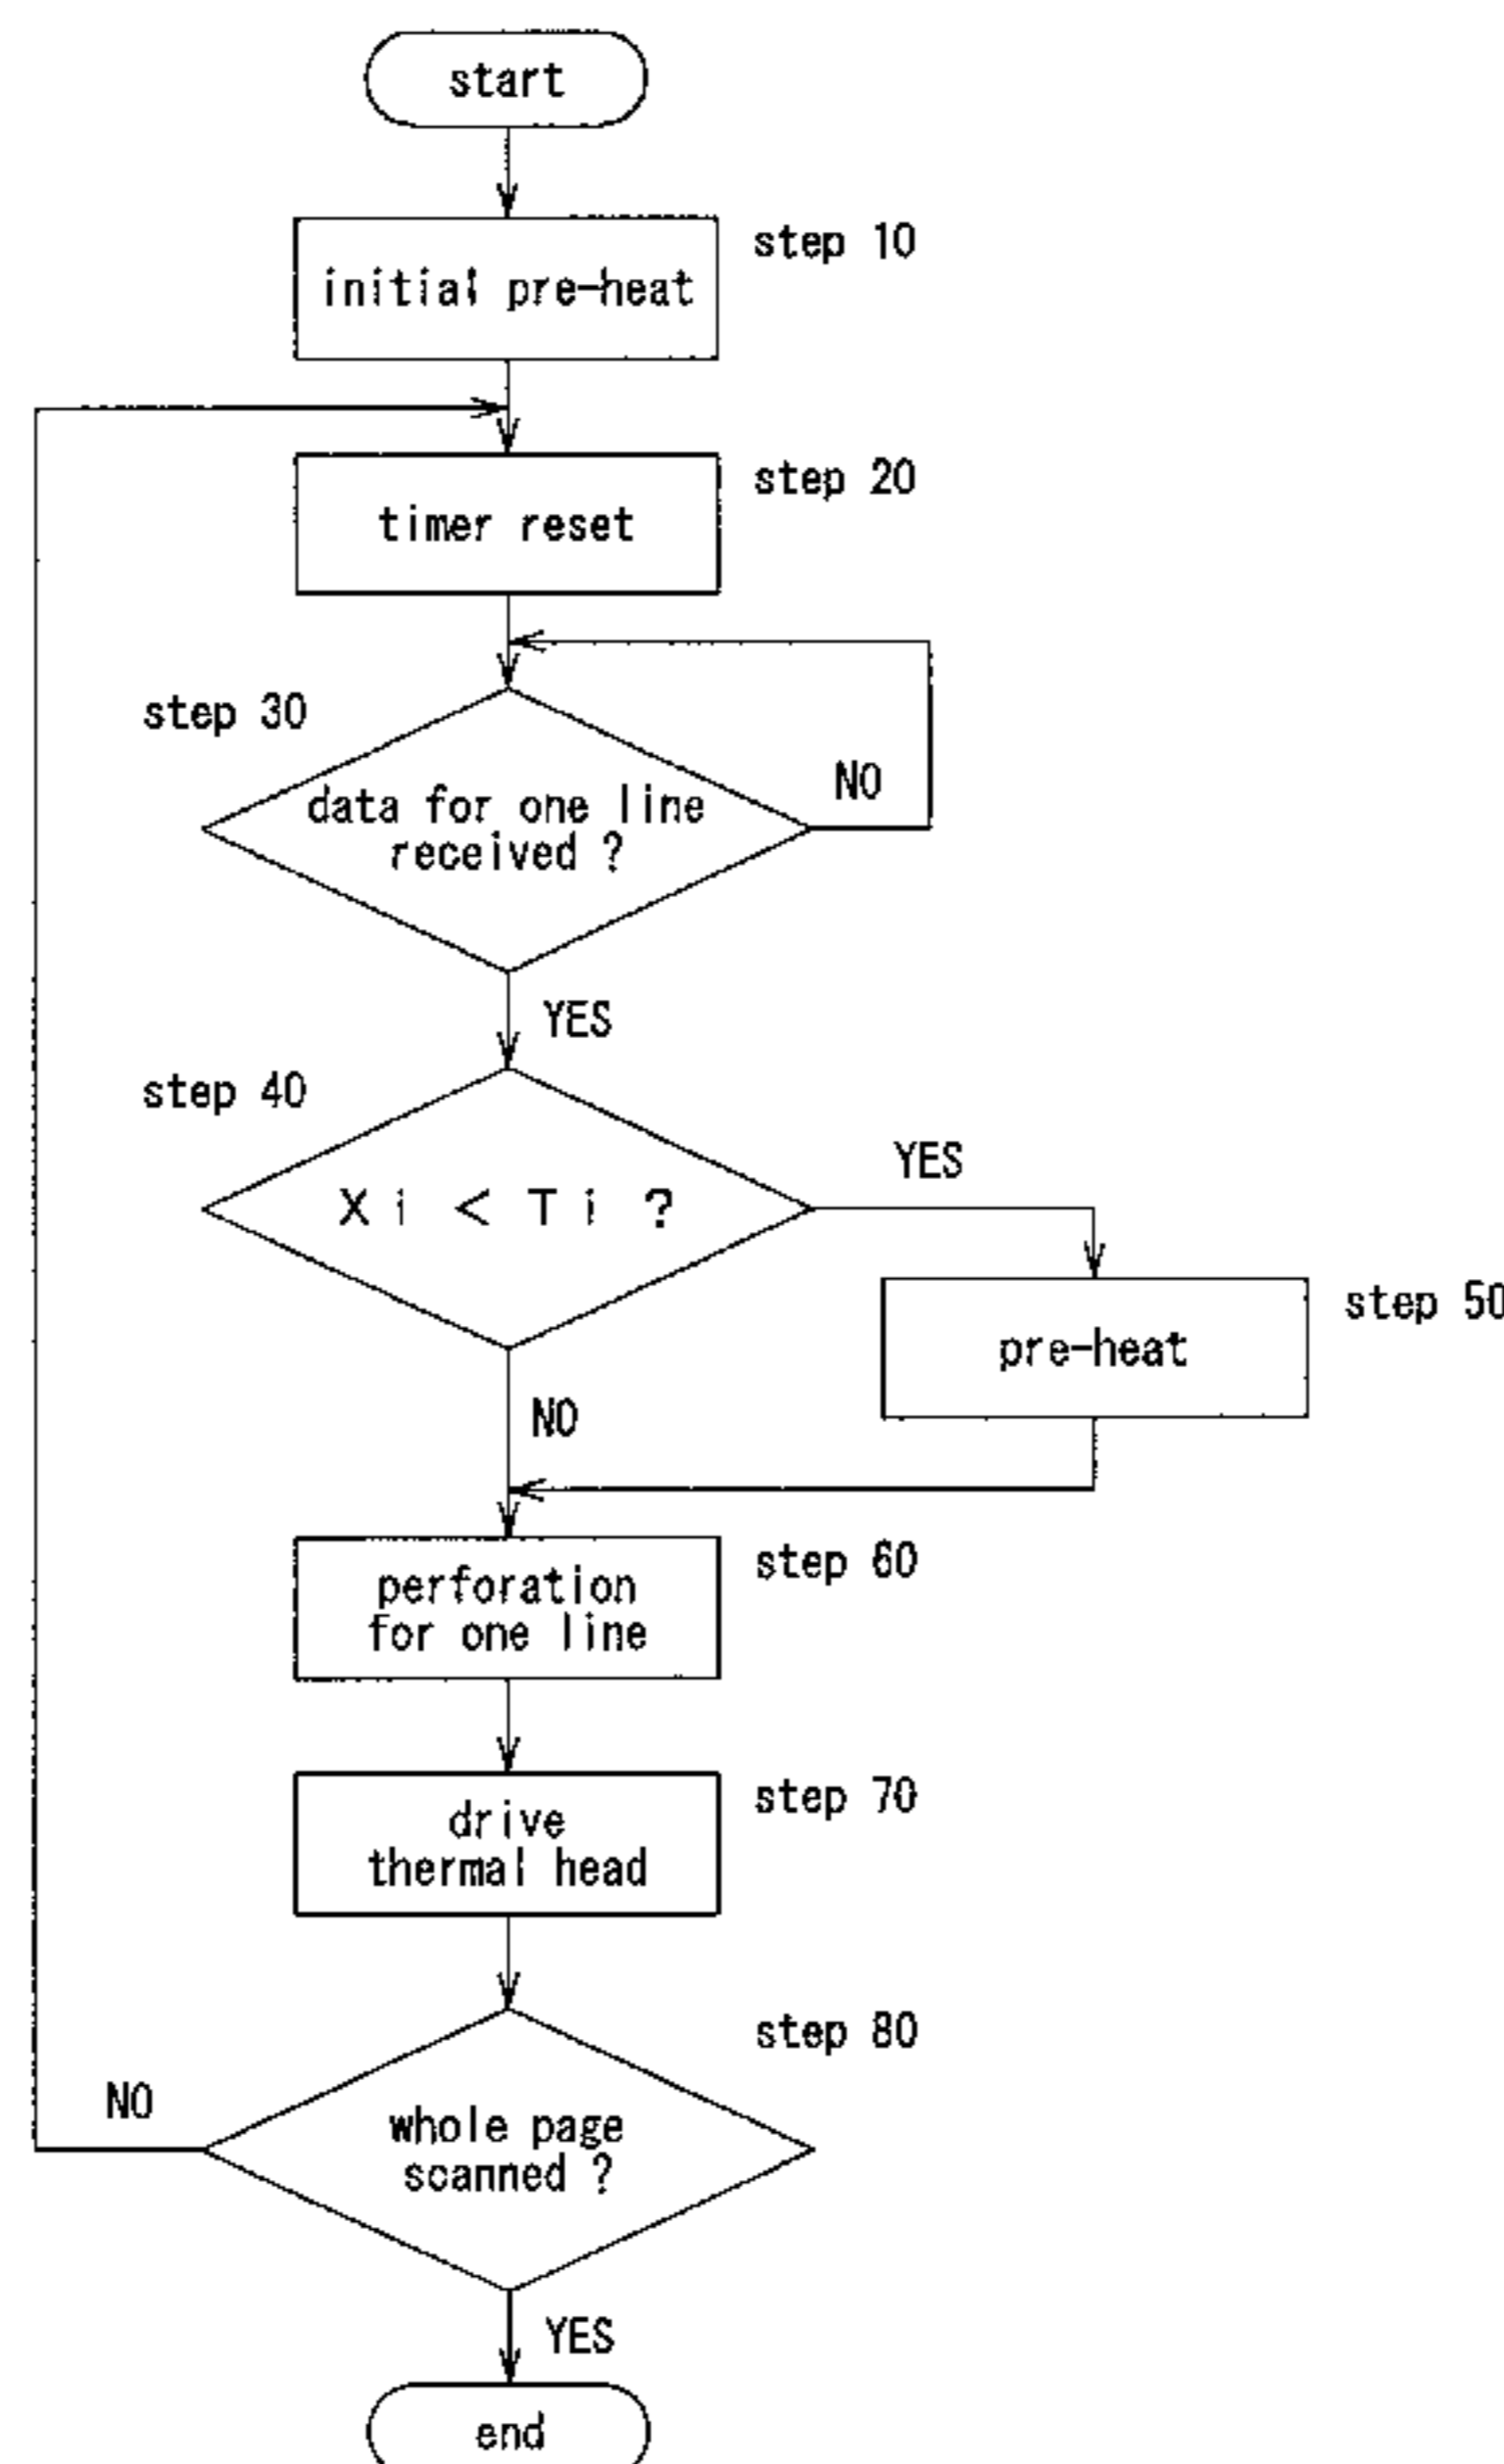 start
step 10
initial pre-heat
step 20
timer reset
step 30
NO
data for one line
received ?
YES
step 40
YES
Xi < Ti ?
step 50
pre-heat
NO
step 60
perforation
for one line
step 70
drive
thermal head
step 80
NO
whole page
scanned ?
YES
end